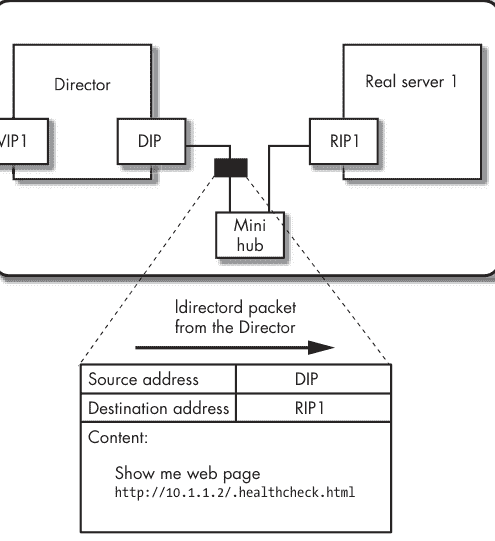 Director
Real server 1
VIP1
DIP
RIP1
Mini
hub
ldirectord packet
from the Director
Source address DIP
Destination address RIP1
Content:
Show me web page
http://10.1.1.2/.healthcheck.html